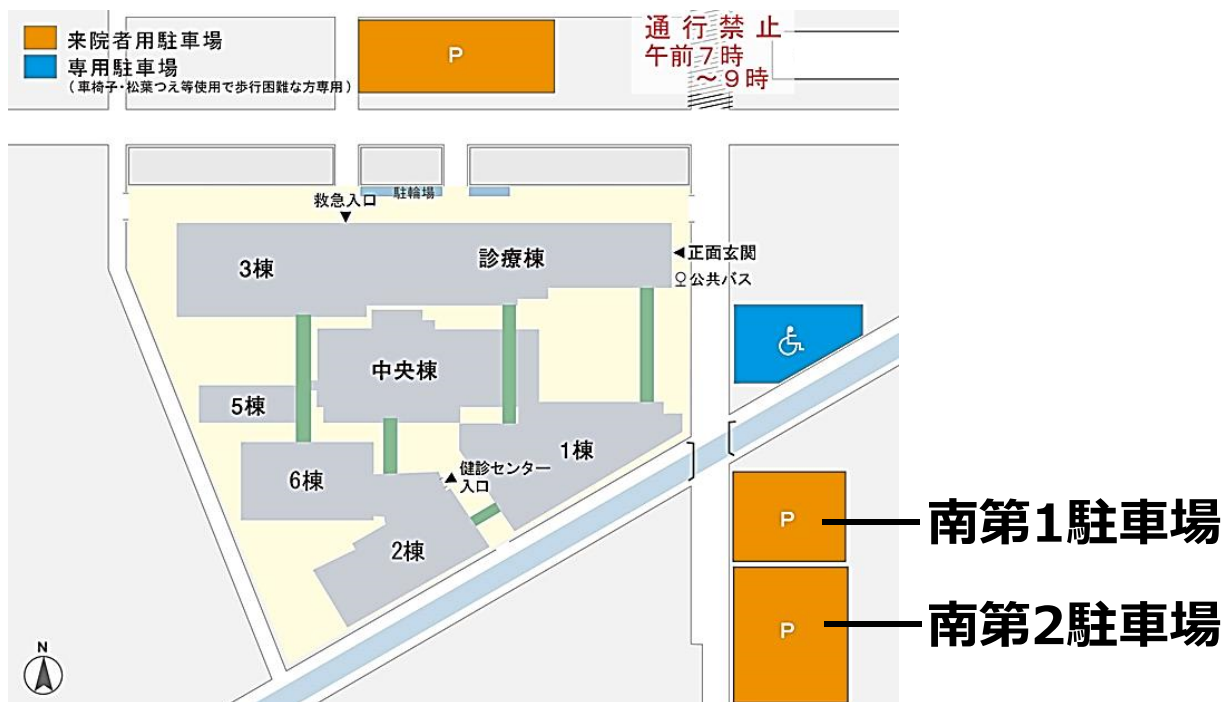 来院者用駐車場
専用駐車場
(車椅子・松葉つえ等使用で歩行困難な方専用)
P
通行禁止
午前7時
～9時
駐輪場
救急入口
3棟
診療棟
正面玄関
公共バス
中央棟
5棟
1棟
6棟
健診センター
入口
2棟
P
南第1駐車場
P
南第2駐車場
N